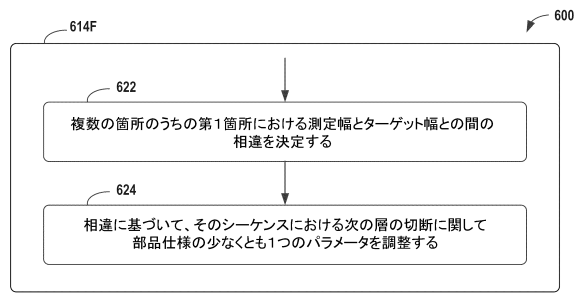 600
614F
622
複数の箇所のうちの第１箇所における測定幅とターゲット幅との間の
相違を決定する
624
相違に基づいて、そのシーケンスにおける次の層の切断に関して
部品仕様の少なくとも１つのパラメータを調整する